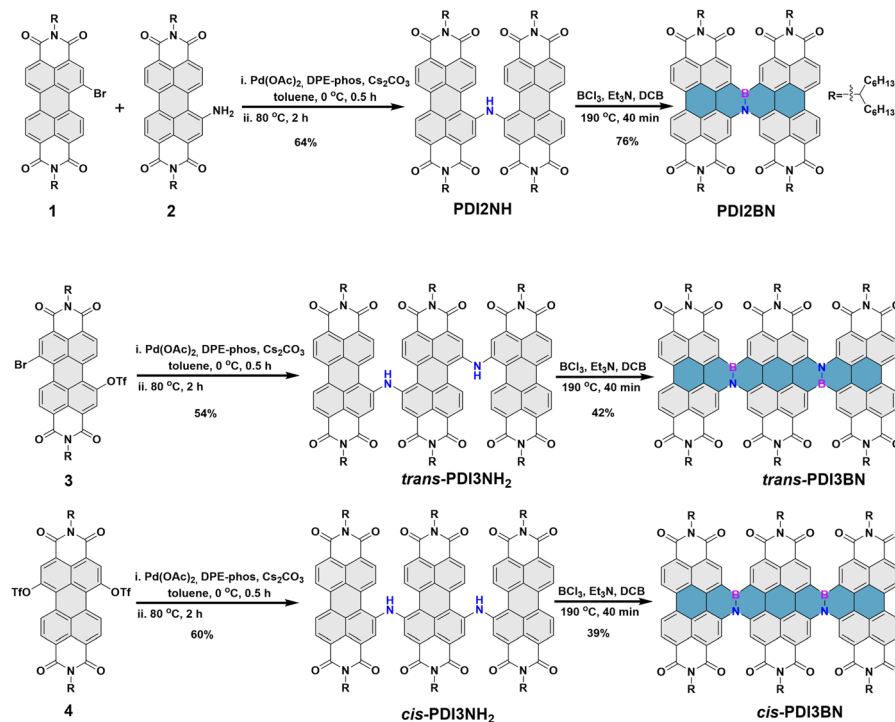 R R R R R R
O N O O N O O N O O N O O N O O N O
i. Pd(OAc)₂, DPE-phos, Cs₂CO₃
toluene, 0 °C, 0.5 h
ii. 80 °C, 2 h
64%
BCl₃, Et₃N, DCB
190 °C, 40 min
76%
Br
+
NH₂
H
N
B
N
R=
C₆H₁₃
C₆H₁₃
O N O O N O O N O O N O O N O O N O
R R R R R R
1 2 PDI2NH PDI2BN
R R R R R R R
O N O O N O O N O O N O O N O O N O O N
i. Pd(OAc)₂, DPE-phos, Cs₂CO₃
toluene, 0 °C, 0.5 h
ii. 80 °C, 2 h
54%
BCl₃, Et₃N, DCB
190 °C, 40 min
42%
Br
OTf
N
H
H
N
B N
N B
O N O O N O O N O O N O O N O O N O O N
R R R R R R R
3 trans-PDI3NH₂ trans-PDI3BN
R R R R R R R
O N O O N O O N O O N O O N O O N O O N
i. Pd(OAc)₂, DPE-phos, Cs₂CO₃
toluene, 0 °C, 0.5 h
ii. 80 °C, 2 h
60%
BCl₃, Et₃N, DCB
190 °C, 40 min
39%
TfO OTf
H H
N N
B B
N N
O N O O N O O N O O N O O N O O N O O N
R R R R R R R
4 cis-PDI3NH₂ cis-PDI3BN